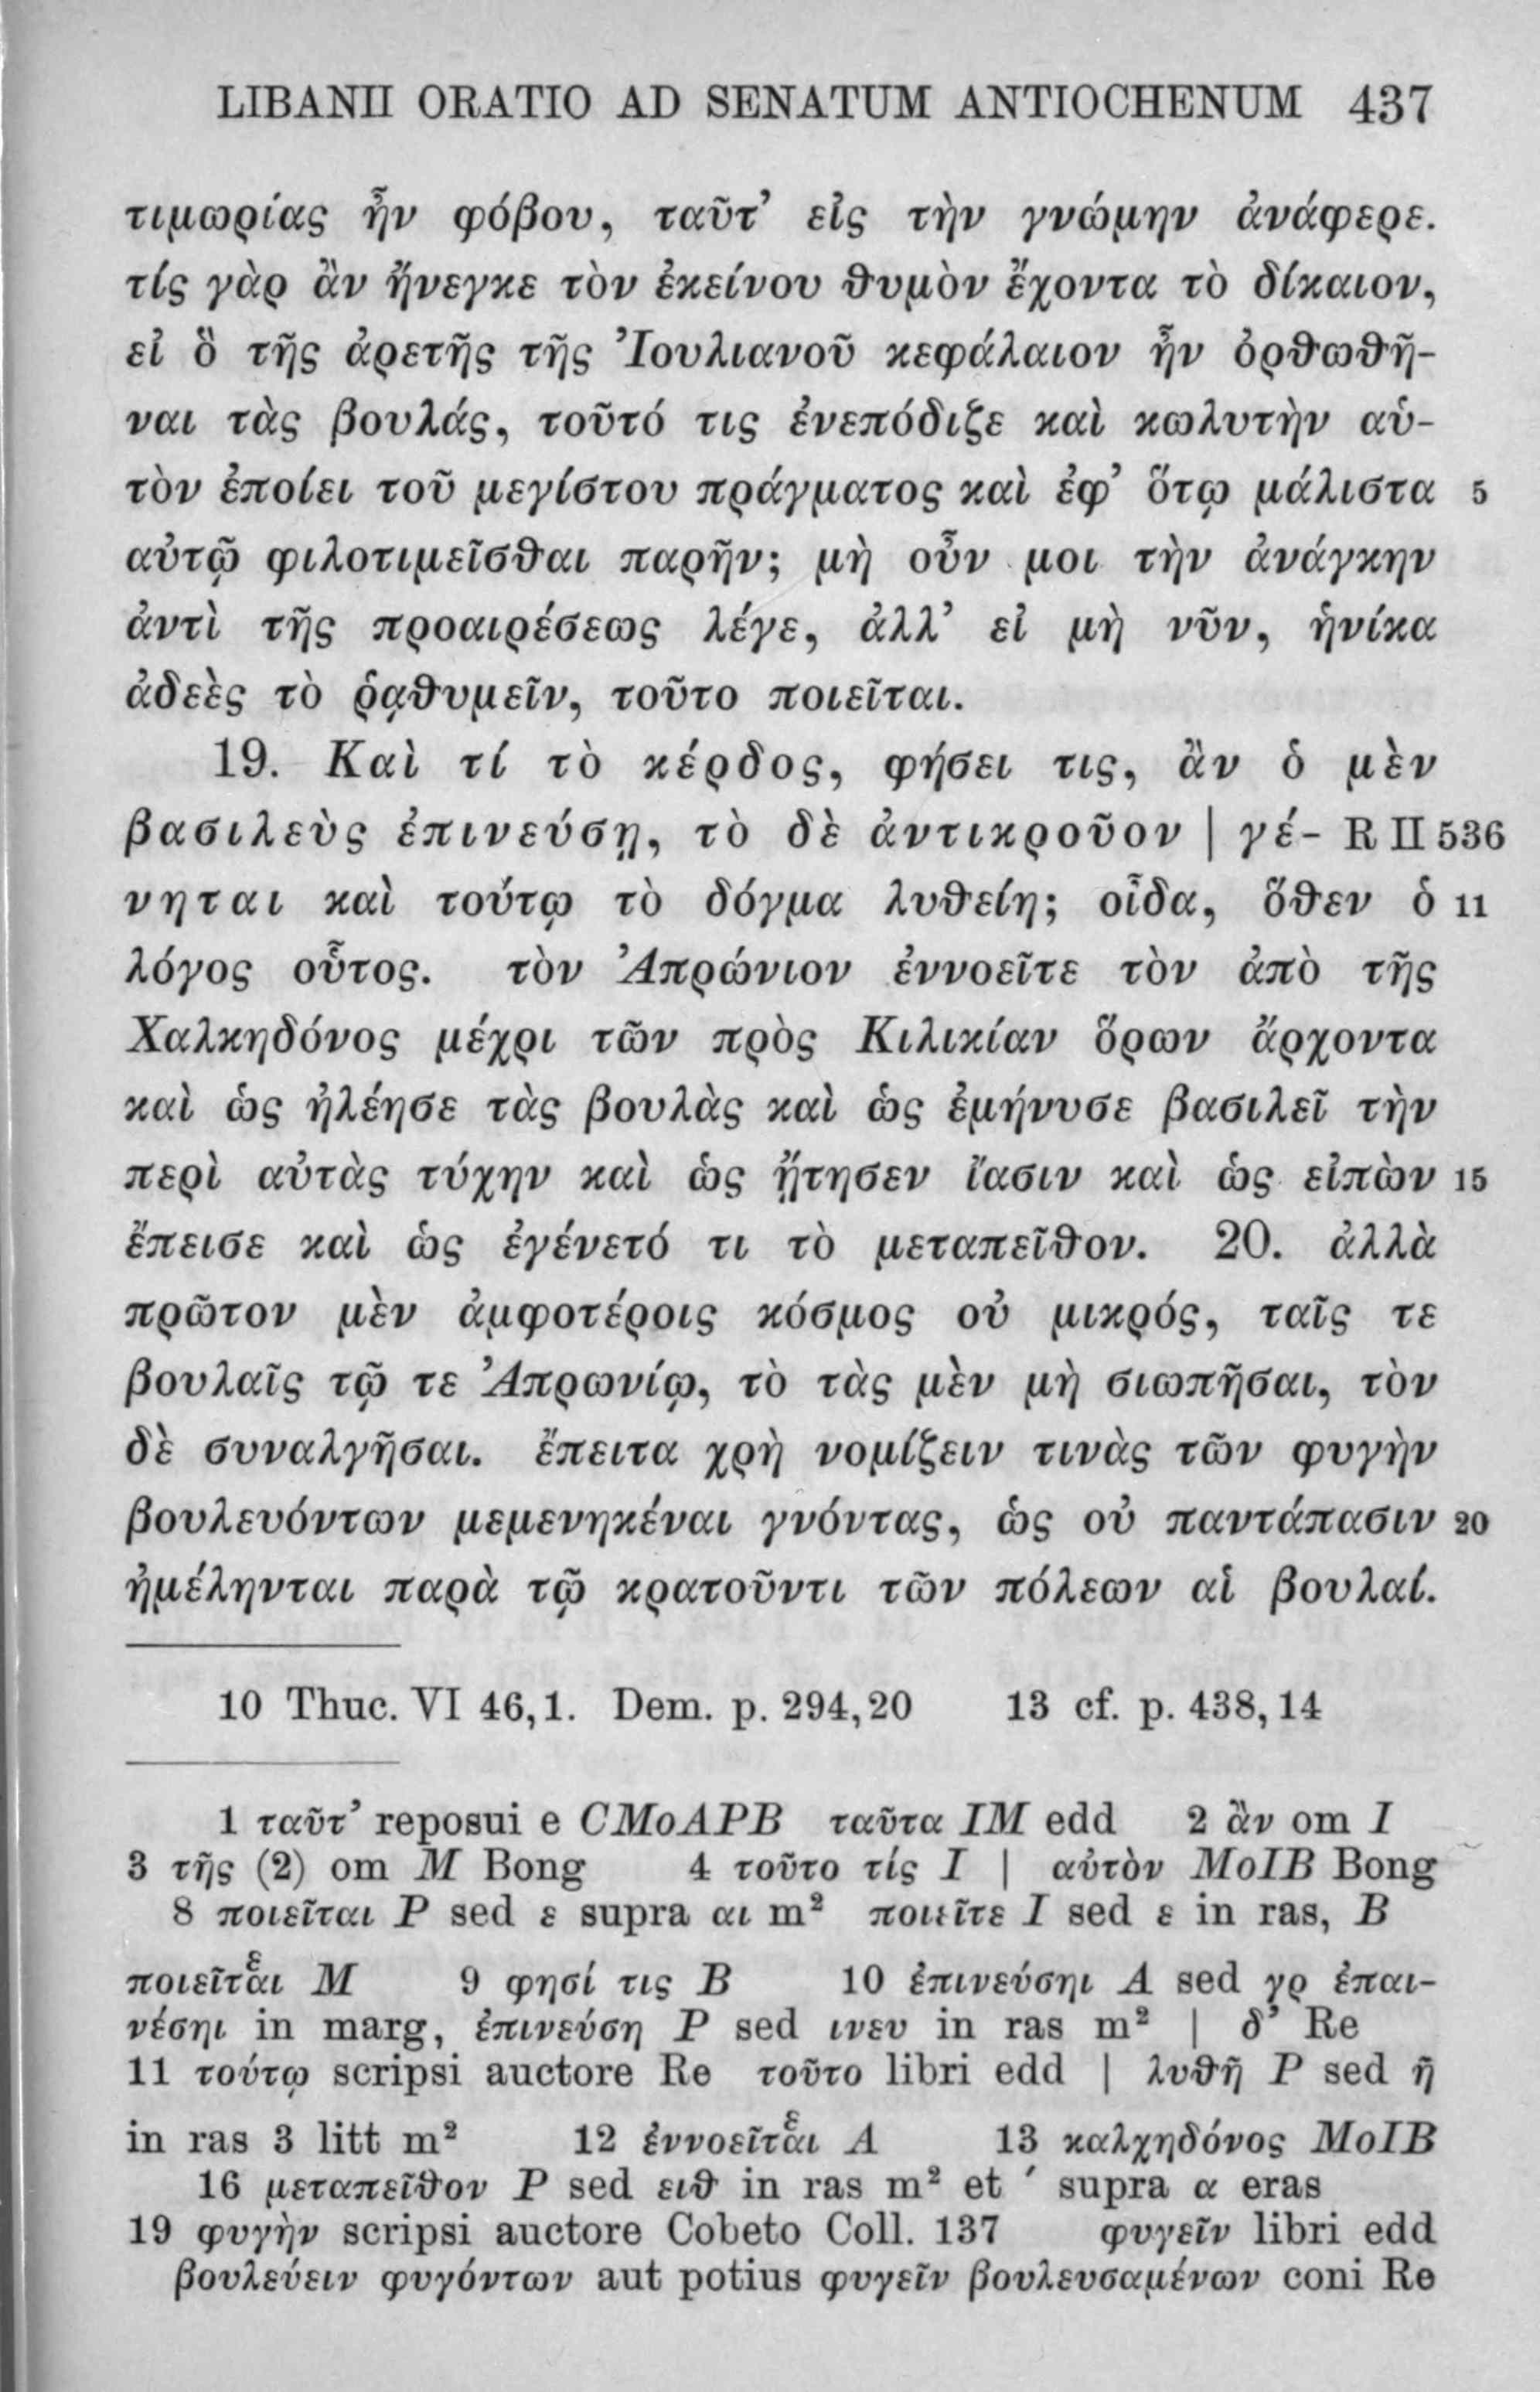 LIBANII ORATIO AD SENATUM ANTIOCHENUM 437
τιμωρίας ἦν φόβου, ταῦτ’ εἰς τὴν γνώμην ἀνάφερε.
τίς γὰρ ἂν ἤνεγκε τὸν ἐκείνου θυμὸν ἔχοντα τὸ δίκαιον,
εἰ ὃ τῆς ἀρετῆς τῆς Ἰουλιανοῦ κεφάλαιον ἦν ὀρθωθῆ-
ναι τὰς βουλάς, τοῦτό τις ἐνεπόδιζε καὶ κωλυτὴν αὑ-
τὸν ἐποίει τοῦ μεγίστου πράγματος καὶ ἐφ’ ὅτῳ μάλιστα 5
αὐτῷ φιλοτιμεῖσθαι παρῆν; μὴ οὖν μοι τὴν ἀνάγκην
ἀντὶ τῆς προαιρέσεως λέγε, ἀλλ’ εἰ μὴ νῦν, ἡνίκα
ἀδεὲς τὸ ῥᾳθυμεῖν, τοῦτο ποιεῖται.
19. Καὶ τί τὸ κέρδος, φήσει τις, ἂν ὁ μὲν
βασιλεὺς ἐπινεύσῃ, τὸ δὲ ἀντικροῦον | γέ- R II 536
νηται καὶ τούτῳ τὸ δόγμα λυθείη; οἶδα, ὅθεν ὁ 11
λόγος οὗτος. τὸν Ἀπρώνιον ἐννοεῖτε τὸν ἀπὸ τῆς
Χαλκηδόνος μέχρι τῶν πρὸς Κιλικίαν ὅρων ἄρχοντα
καὶ ὡς ἠλέησε τὰς βουλὰς καὶ ὡς ἐμήνυσε βασιλεῖ τὴν
περὶ αὐτὰς τύχην καὶ ὡς ᾔτησεν ἴασιν καὶ ὡς εἰπὼν 15
ἔπεισε καὶ ὡς ἐγένετό τι τὸ μεταπεῖθον. 20. ἀλλὰ
πρῶτον μὲν ἀμφοτέροις κόσμος οὐ μικρός, ταῖς τε
βουλαῖς τῷ τε Ἀπρωνίῳ, τὸ τὰς μὲν μὴ σιωπῆσαι, τὸν
δὲ συναλγῆσαι. ἔπειτα χρὴ νομίζειν τινὰς τῶν φυγὴν
βουλευόντων μεμενηκέναι γνόντας, ὡς οὐ παντάπασιν 20
ἠμέληνται παρὰ τῷ κρατοῦντι τῶν πόλεων αἱ βουλαί.
10 Thuc. VI 46,1. Dem. p. 294,20 13 cf. p. 438,14
1 ταῦτ’ reposui e CMoAPB ταῦτα IM edd 2 ἂν om I
3 τῆς (2) om M Bong 4 τοῦτο τίς I | αὐτὸν MoIB Bong
8 ποιεῖται P sed ε supra αι m² ποιεῖτε I sed ε in ras, B
ποιεῖται<sup>ε</sup> M 9 φησί τις B 10 ἐπινεύσηι A sed γρ ἐπαι-
νέσηι in marg, ἐπινεύση P sed ινευ in ras m² | δ’ Re
11 τούτῳ scripsi auctore Re τοῦτο libri edd | λυθῆ P sed ῆ
in ras 3 litt m² 12 ἐννοεῖται<sup>ε</sup> A 13 καλχηδόνος MoIB
16 μεταπεῖθον P sed ειθ in ras m² et ´ supra α eras
19 φυγὴν scripsi auctore Cobeto Coll. 137 φυγεῖν libri edd
βουλεύειν φυγόντων aut potius φυγεῖν βουλευσαμένων coni Re